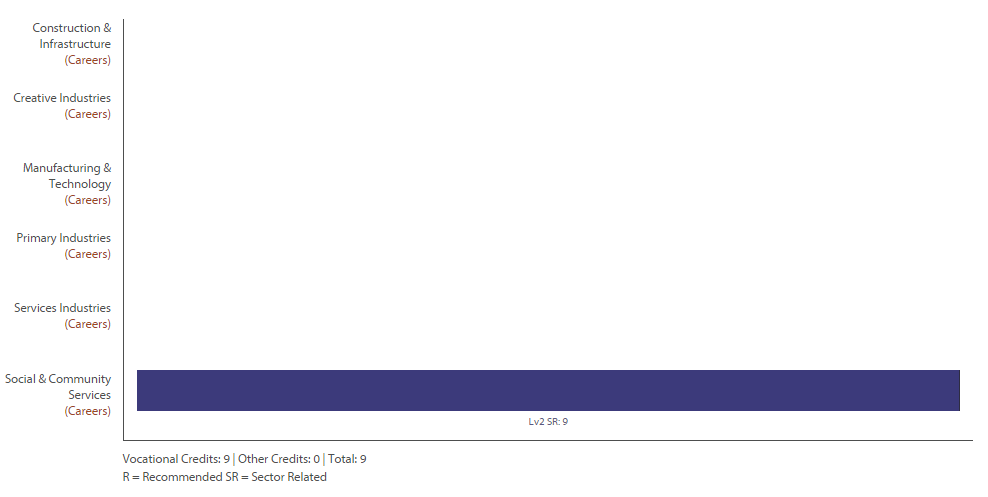 Construction &
Infrastructure
(Careers)
Creative Industries
(Careers)
Manufacturing &
Technology
(Careers)
Primary Industries
(Careers)
Services Industries
(Careers)
Social & Community
Services
(Careers)
Lv2 SR: 9
Vocational Credits: 9 | Other Credits: 0 | Total: 9
R = Recommended SR = Sector Related